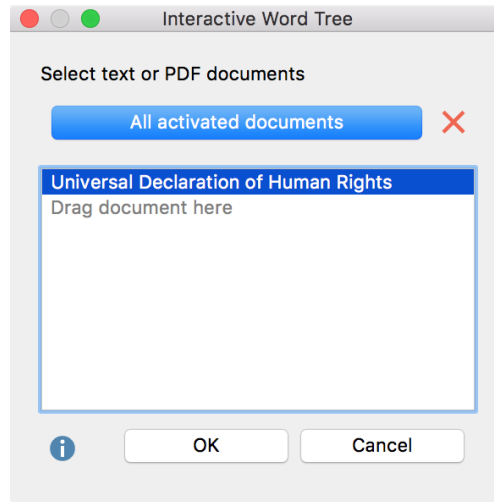 Interactive Word Tree
Select text or PDF documents
All activated documents
Universal Declaration of Human Rights
Drag document here
OK
Cancel